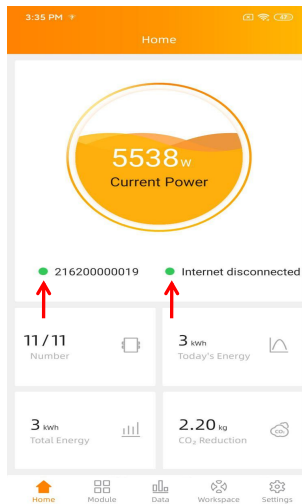 3:35 PM
Home
5538w
Current Power
216200000019
Internet disconnected
11/11
Number
3 kWh
Today's Energy
3 kWh
Total Energy
2.20 kg
CO₂ Reduction
Home
Module
Data
Workspace
Settings